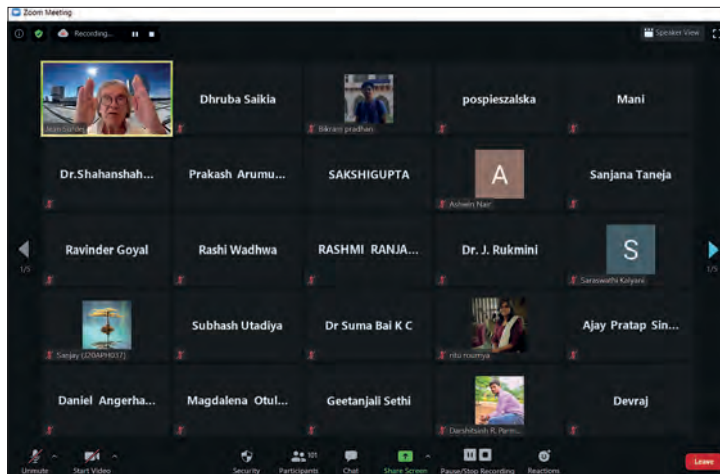 Zoom Meeting
Recording...
Speaker View
Dhruba Saikia
Bikram pradhan
pospieszalska
Mani
Dr.Shahanshah...
Prakash Arumu...
SAKSHIGUPTA
A
Ashwin Nair
Sanjana Taneja
1/5
Ravinder Goyal
Rashi Wadhwa
RASHMI RANJA...
Dr. J. Rukmini
S
Saraswathi Kalyani
1/5
Sanjay (J20APH037)
Subhash Utadiya
Dr Suma Bai K C
Ajay Pratap Sin...
Daniel Angerha...
Magdalena Otul...
Geetanjali Sethi
Devraj
Unmute
Start Video
Security
Participants
101
Chat
Share Screen
Pause/Stop Recording
Reactions
Leave